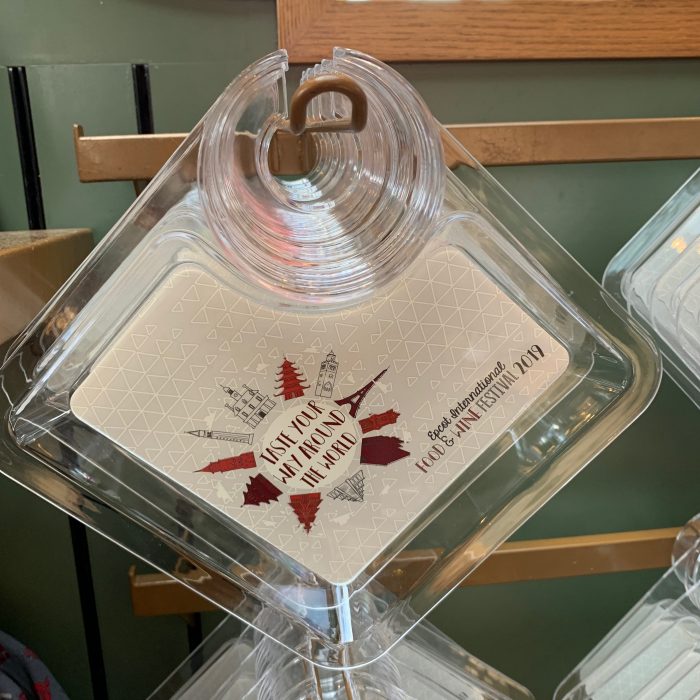 TASTE YOUR
WAY AROUND
THE WORLD
Epcot International
FOOD & WINE FESTIVAL 2019